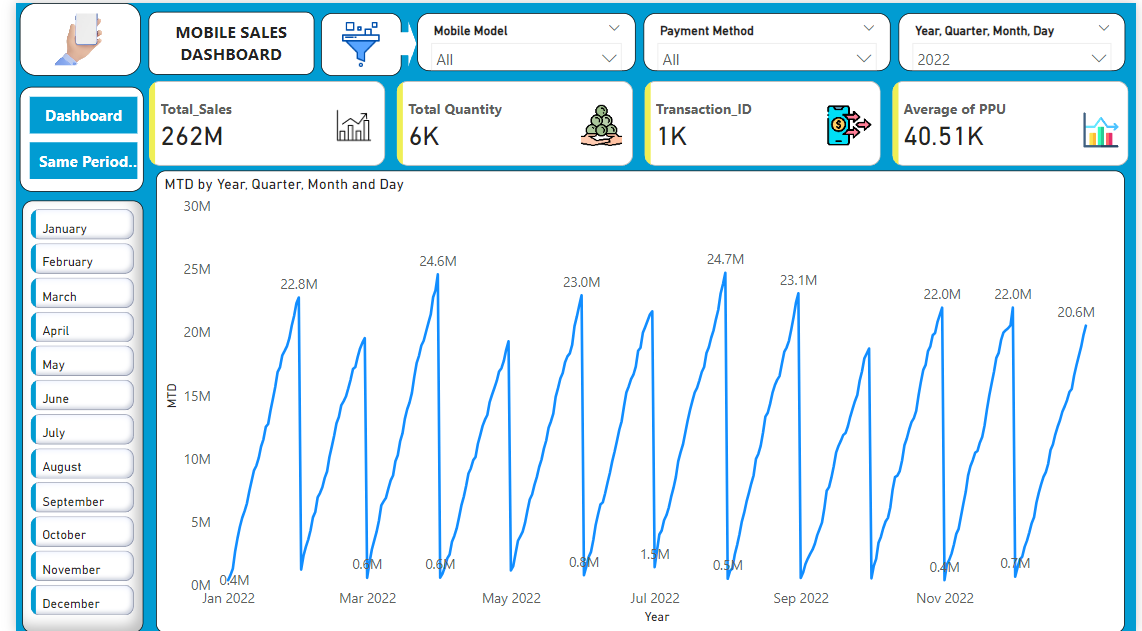 MOBILE SALES
DASHBOARD
Mobile Model
All
Payment Method
All
Year, Quarter, Month, Day
2022
Dashboard
Same Period..
Total_Sales
262M
Total Quantity
6K
Transaction_ID
1K
Average of PPU
40.51K
January
February
March
April
May
June
July
August
September
October
November
December
MTD by Year, Quarter, Month and Day
30M
25M
20M
15M
10M
5M
0M
MTD
22.8M
24.6M
23.0M
24.7M
23.1M
22.0M
22.0M
20.6M
0.4M
0.6M
0.6M
0.8M
1.5M
0.5M
0.4M
0.7M
Jan 2022
Mar 2022
May 2022
Jul 2022
Sep 2022
Nov 2022
Year